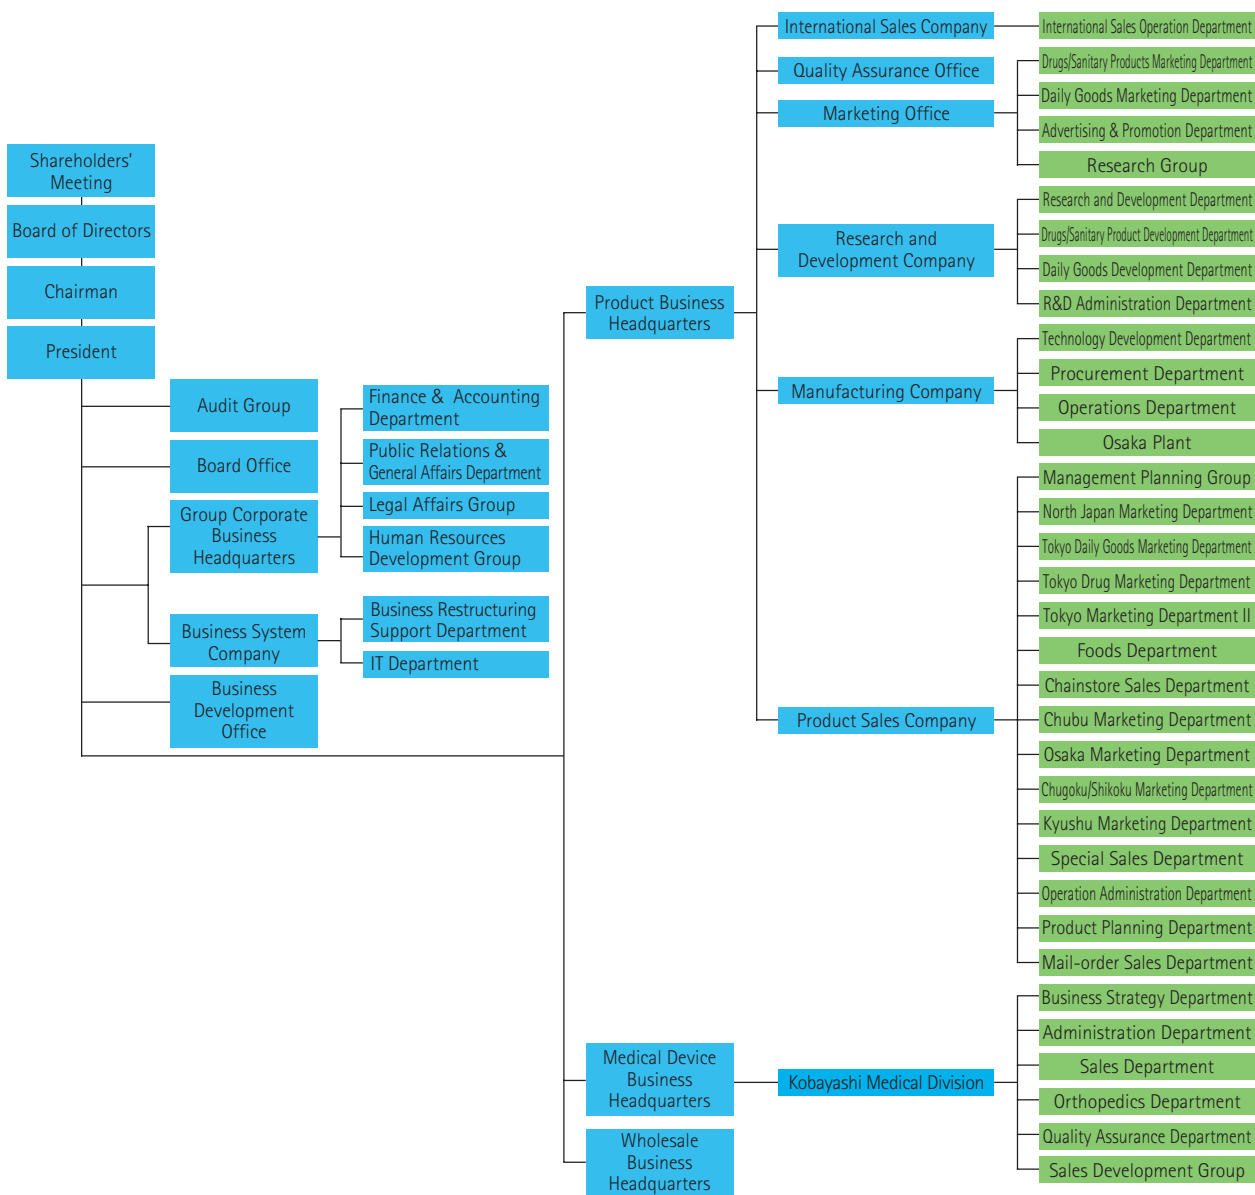 Shareholders’
Meeting
Board of Directors
Chairman
President
Audit Group
Board Office
Group Corporate
Business
Headquarters
Business System
Company
Business
Development
Office
Finance & Accounting
Department
Public Relations &
General Affairs Department
Legal Affairs Group
Human Resources
Development Group
Business Restructuring
Support Department
IT Department
Product Business
Headquarters
Medical Device
Business
Headquarters
Wholesale
Business
Headquarters
International Sales Company
Quality Assurance Office
Marketing Office
Research and
Development Company
Manufacturing Company
Product Sales Company
Kobayashi Medical Division
International Sales Operation Department
Drugs/Sanitary Products Marketing Department
Daily Goods Marketing Department
Advertising & Promotion Department
Research Group
Research and Development Department
Drugs/Sanitary Product Development Department
Daily Goods Development Department
R&D Administration Department
Technology Development Department
Procurement Department
Operations Department
Osaka Plant
Management Planning Group
North Japan Marketing Department
Tokyo Daily Goods Marketing Department
Tokyo Drug Marketing Department
Tokyo Marketing Department II
Foods Department
Chainstore Sales Department
Chubu Marketing Department
Osaka Marketing Department
Chugoku/Shikoku Marketing Department
Kyushu Marketing Department
Special Sales Department
Operation Administration Department
Product Planning Department
Mail-order Sales Department
Business Strategy Department
Administration Department
Sales Department
Orthopedics Department
Quality Assurance Department
Sales Development Group